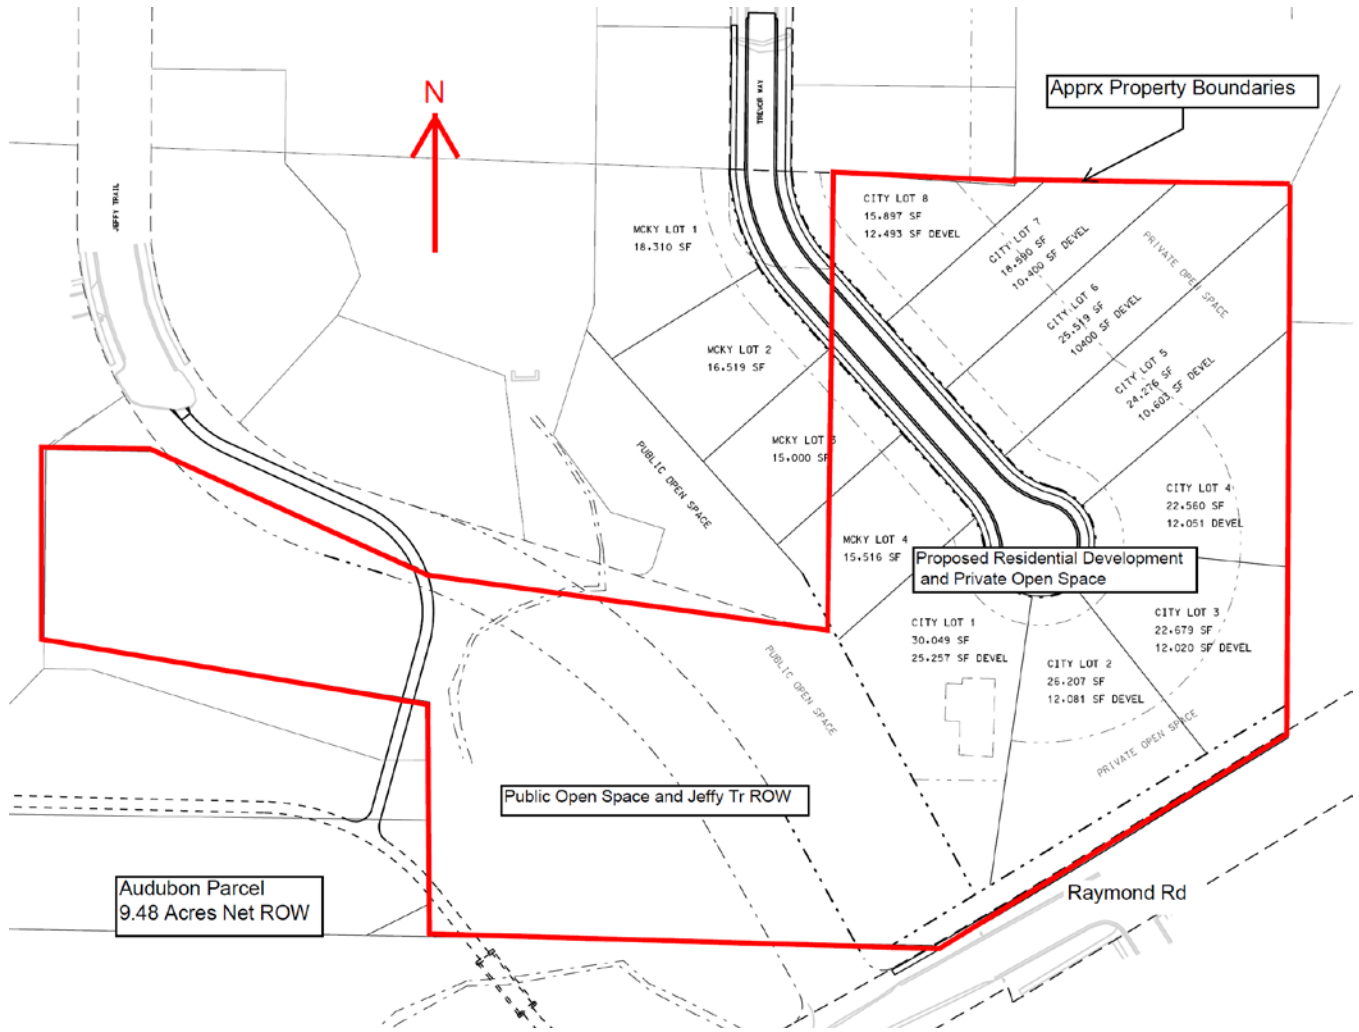 Apprx Property Boundaries
N
TREVOR WAY
JEFFY TRAIL
CITY LOT 8
15.897 SF
12.493 SF DEVEL
MCKY LOT 1
18.310 SF
CITY LOT 7
18.590 SF
10.400 SF DEVEL
PRIVATE OPEN SPACE
CITY LOT 6
25.519 SF
10400 SF DEVEL
MCKY LOT 2
16.519 SF
CITY LOT 5
24.276 SF
10.603 SF DEVEL
MCKY LOT 3
15.000 SF
PUBLIC OPEN SPACE
CITY LOT 4
22.560 SF
12.051 DEVEL
MCKY LOT 4
15.516 SF
Proposed Residential Development
and Private Open Space
CITY LOT 3
22.679 SF
12.020 SF DEVEL
CITY LOT 1
30.049 SF
25.257 SF DEVEL
PUBLIC OPEN SPACE
CITY LOT 2
26.207 SF
12.081 SF DEVEL
PRIVATE OPEN SPACE
Public Open Space and Jeffy Tr ROW
Audubon Parcel
9.48 Acres Net ROW
Raymond Rd